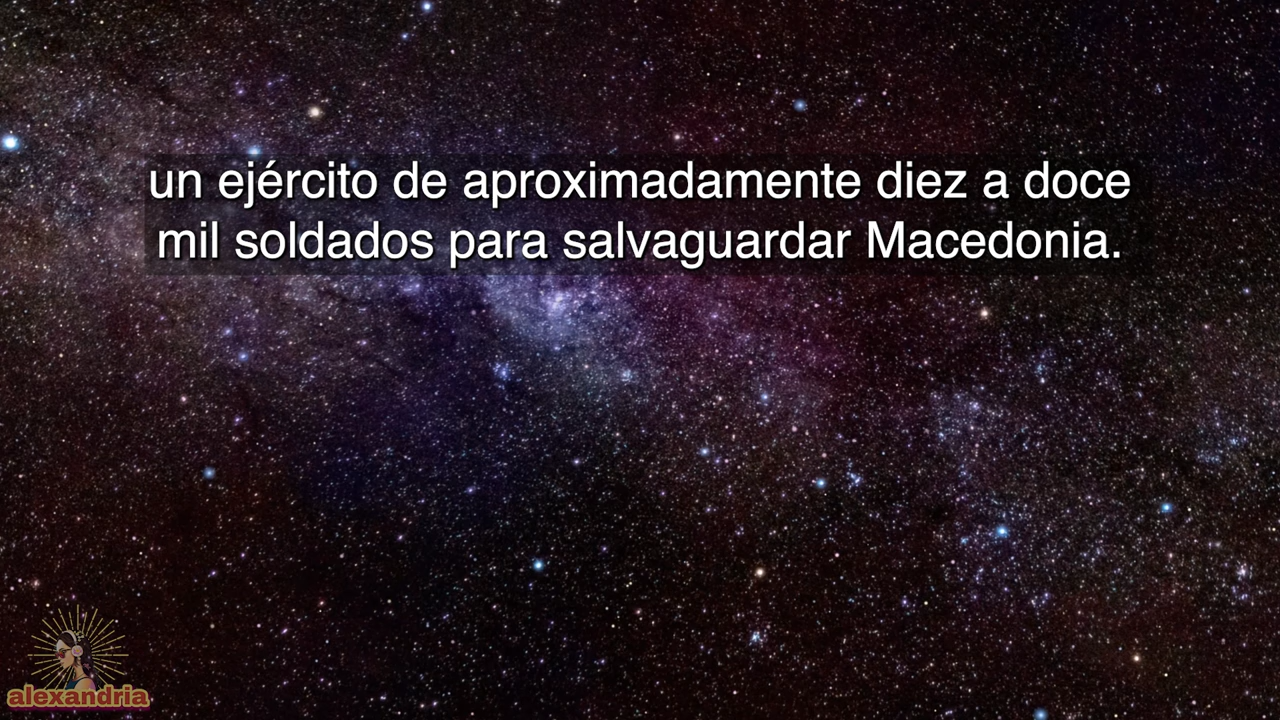 un ejército de aproximadamente diez a doce
mil soldados para salvaguardar Macedonia.
alexandria